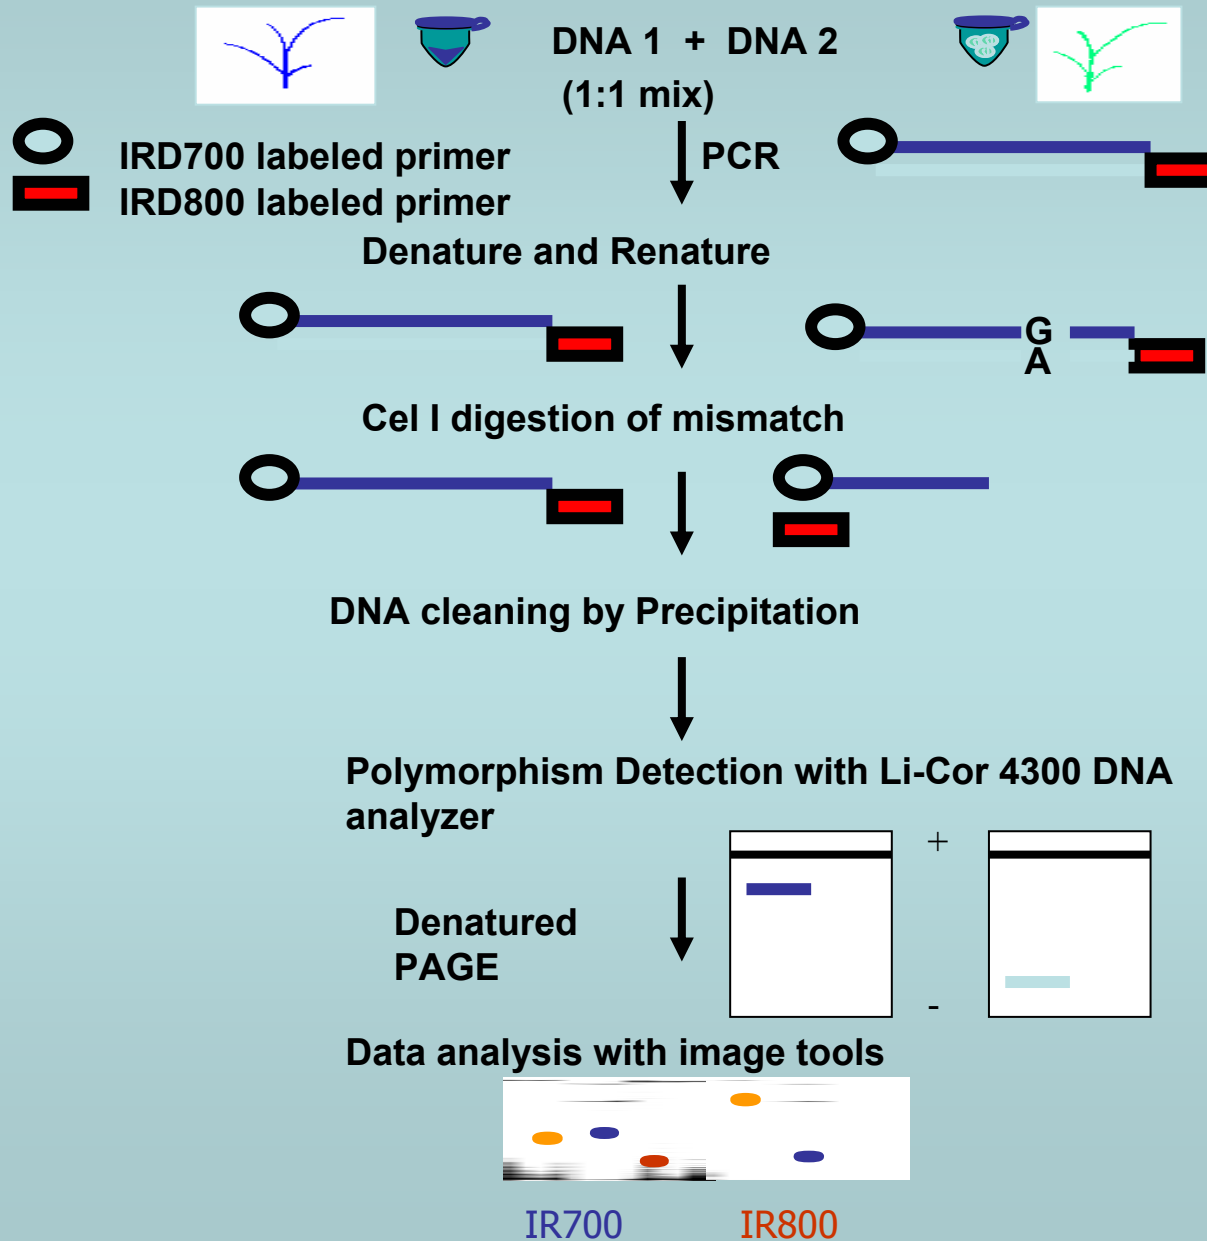 DNA 1 + DNA 2
(1:1 mix)
IRD700 labeled primer
PCR
IRD800 labeled primer
Denature and Renature
G
A
Cel I digestion of mismatch
DNA cleaning by Precipitation
Polymorphism Detection with Li-Cor 4300 DNA
analyzer
+
Denatured
PAGE
-
Data analysis with image tools
IR700 IR800